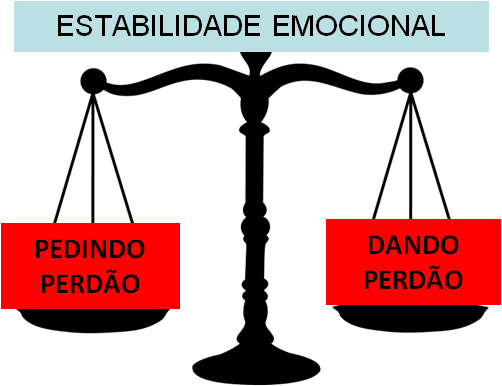 ESTABILIDADE EMOCIONAL
PEDINDO
PERDÃO
DANDO
PERDÃO